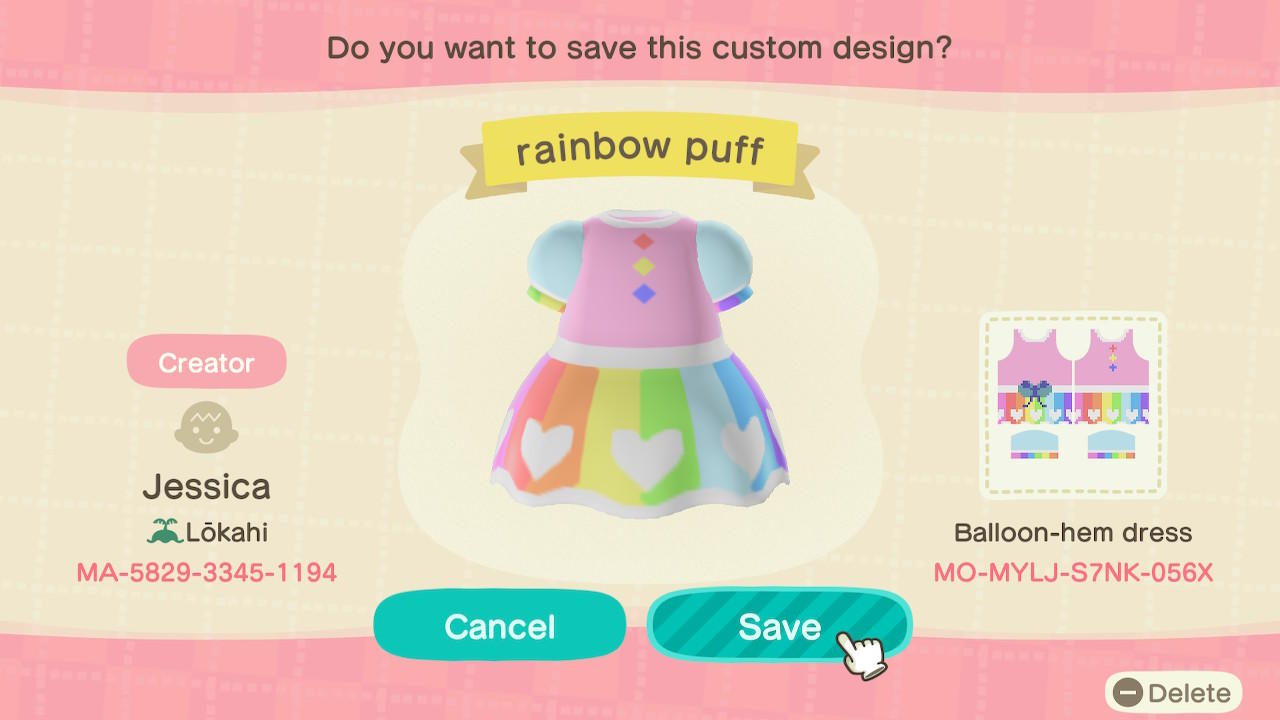 Do you want to save this custom design?
rainbow puff
Creator
Jessica
Lōkahi
MA-5829-3345-1194
Balloon-hem dress
MO-MYLJ-S7NK-056X
Cancel
Save
Delete